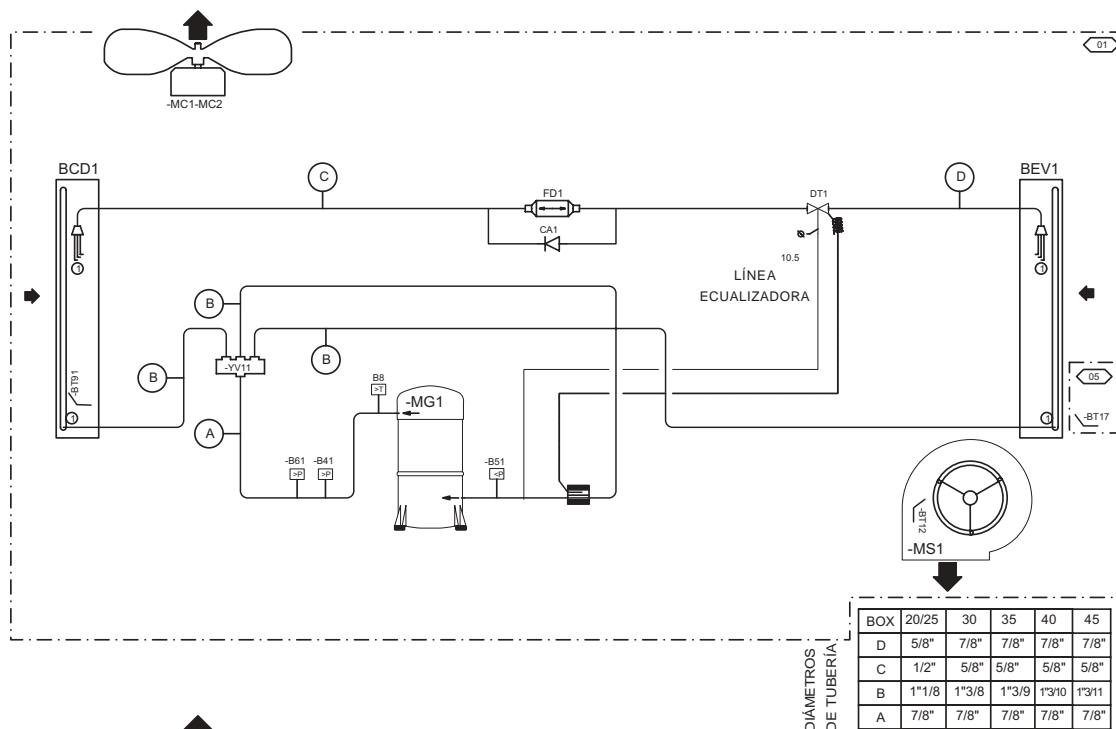 01
-MC1-MC2
BCD1
BEV1
C
D
FD1
DT1
CA1
10.5
LÍNEA
ECUALIZADORA
1
1
B
B
B
-YV11
-BT91
B8
>T
-MG1
05
-BT17
1
1
A
-B61
>P
-B41
>P
-B51
<P
-BT12
-MS1
DIÁMETROS
DE TUBERÍA
BOX 20/25 30 35 40 45
D 5/8" 7/8" 7/8" 7/8" 7/8"
C 1/2" 5/8" 5/8" 5/8" 5/8"
B 1"1/8 1"3/8 1"3/9 1"3/10 1"3/11
A 7/8" 7/8" 7/8" 7/8" 7/8"